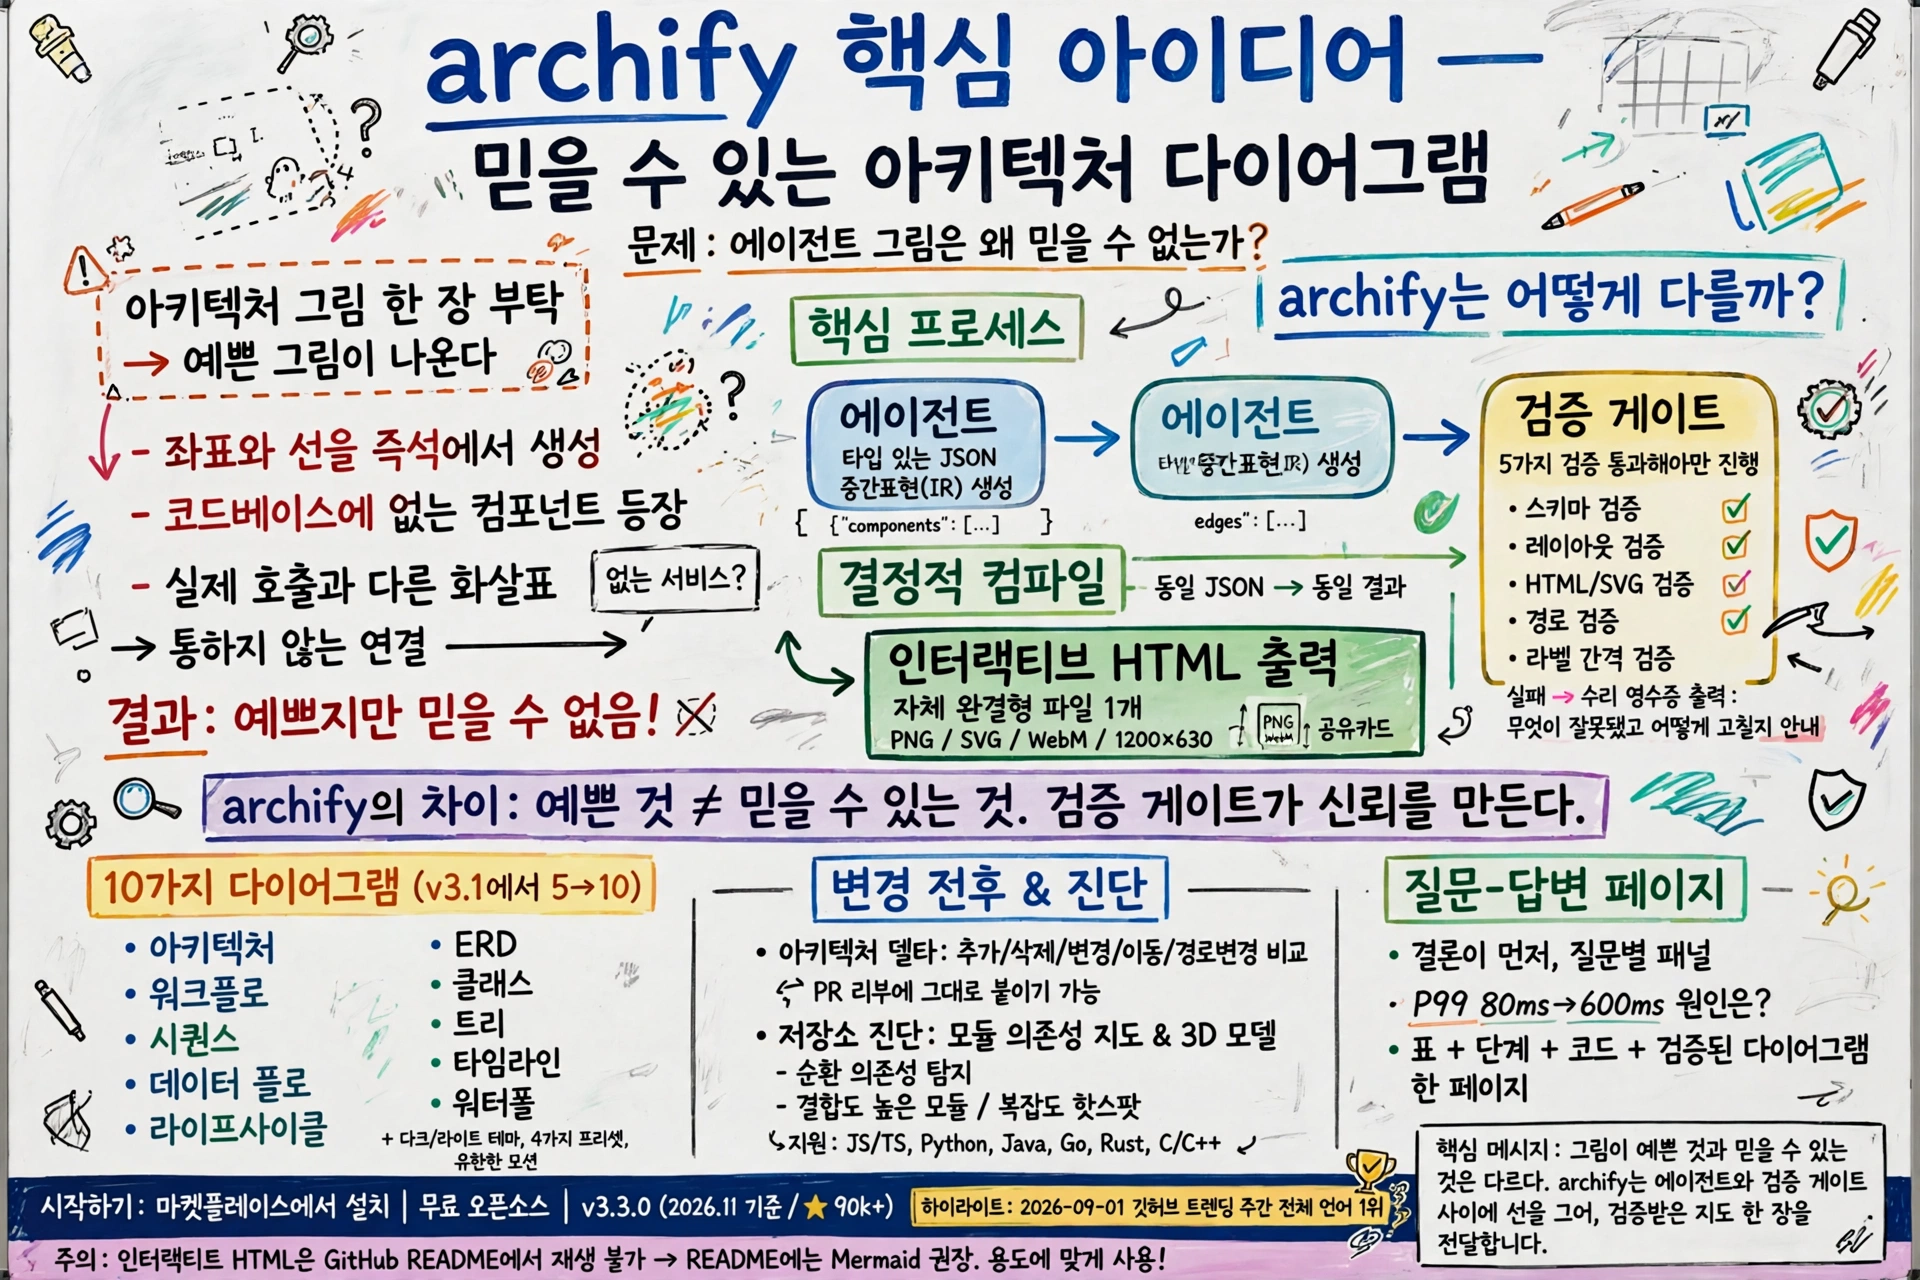 archify 핵심 아이디어 —
믿을 수 있는 아키텍처 다이어그램
문제 : 에이전트 그림은 왜 믿을 수 없는가?
아키텍처 그림 한 장 부탁
→ 예쁜 그림이 나온다
- 좌표와 선을 즉석에서 생성
- 코드베이스에 없는 컴포넌트 등장
- 실제 호출과 다른 화살표
없는 서비스?
→ 통하지 않는 연결 →
결과 : 예쁘지만 믿을 수 없음!
archify는 어떻게 다를까?
핵심 프로세스
에이전트
타입 있는 JSON
중간표현(IR) 생성
{ {"components": [...] }
에이전트
중간표현(IR) 생성
edges": [...]
검증 게이트
5가지 검증 통과해아만 진행
• 스키마 검증
• 레이아웃 검증
• HTML/SVG 검증
• 경로 검증
• 라벨 간격 검증
실패 → 수리 영수증 출력 :
무엇이 잘못됐고 어떻게 고칠지 안내
결정적 컴파일
동일 JSON → 동일 결과
인터랙티브 HTML 출력
자체 완결형 파일 1개
PNG / SVG / WebM / 1200×630
PNG
WebM
공유카드
archify의 차이 : 예쁜 것 ≠ 믿을 수 있는 것. 검증 게이트가 신뢰를 만든다.
10가지 다이어그램 (v3.1에서 5→10)
• 아키텍처
• 워크플로
• 시퀀스
• 데이터 플로
• 라이프사이클
• ERD
• 클래스
• 트리
• 타임라인
• 워터폴
+ 다크/라이트 테마, 4가지 프리셋,
유한한 모션
변경 전후 & 진단
• 아키텍처 델타 : 추가/삭제/변경/이동/경로변경 비교
PR 리부에 그대로 붙이기 가능
• 저장소 진단 : 모듈 의존성 지도 & 3D 모델
- 순환 의존성 탐지
- 결합도 높은 모듈 / 복잡도 핫스팟
지원 : JS/TS, Python, Java, Go, Rust, C/C++
질문-답변 페이지
• 결론이 먼저, 질문별 패널
• P99 80ms→600ms 원인은?
• 표 + 단계 + 코드 + 검증된 다이어그램
한 페이지
핵심 메시지 : 그림이 예쁜 것과 믿을 수 있는
것은 다르다. archify는 에이전트와 검증 게이트
사이에 선을 그어, 검증받은 지도 한 장을
전달합니다.
시작하기 : 마켓플레이스에서 설치 | 무료 오픈소스 | v3.3.0 (2026.11 기준 / ★ 90k+)
하이라이트 : 2026-09-01 깃허브 트렌딩 주간 전체 언어 1위
주의 : 인터랙티트 HTML은 GitHub README에서 재생 불가 → README에는 Mermaid 권장. 용도에 맞게 사용!